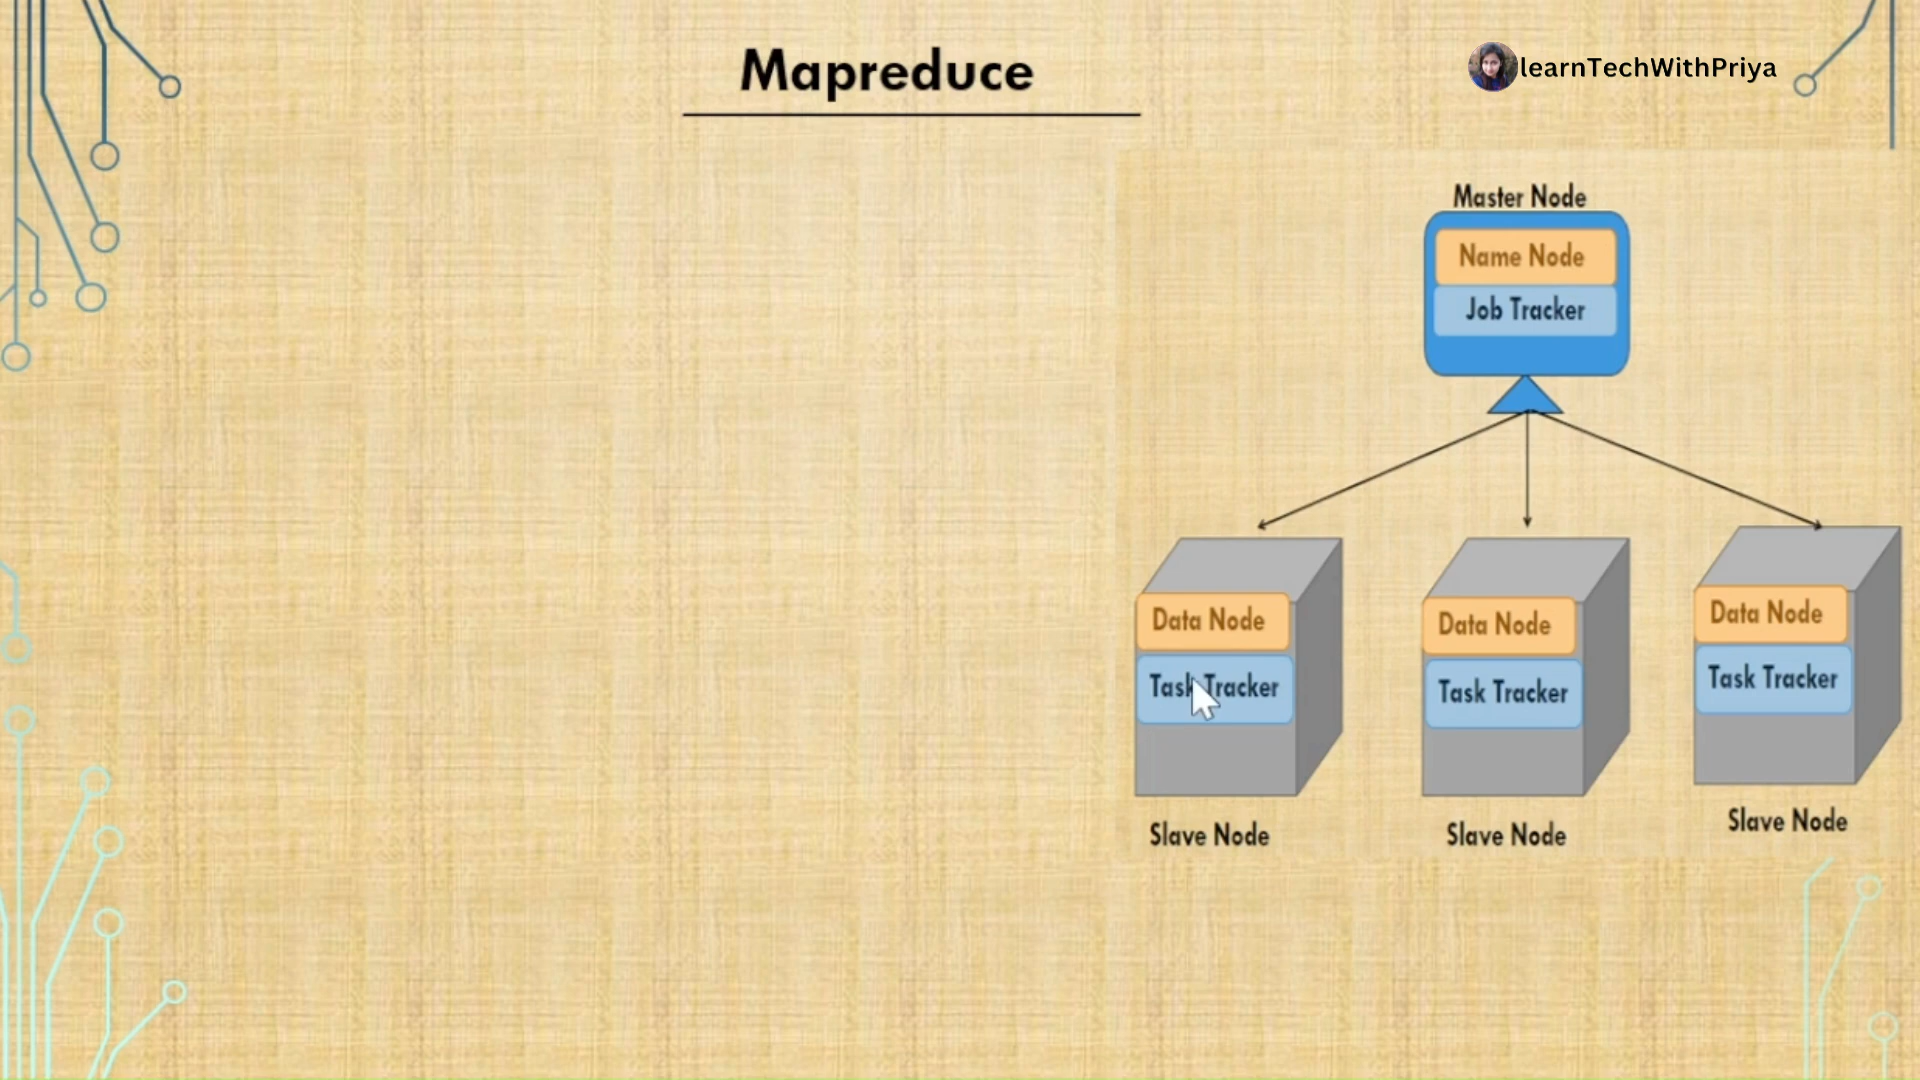 Mapreduce
learnTechWithPriya
Master Node
Name Node
Job Tracker
Data Node
Task Tracker
Slave Node
Data Node
Task Tracker
Slave Node
Data Node
Task Tracker
Slave Node